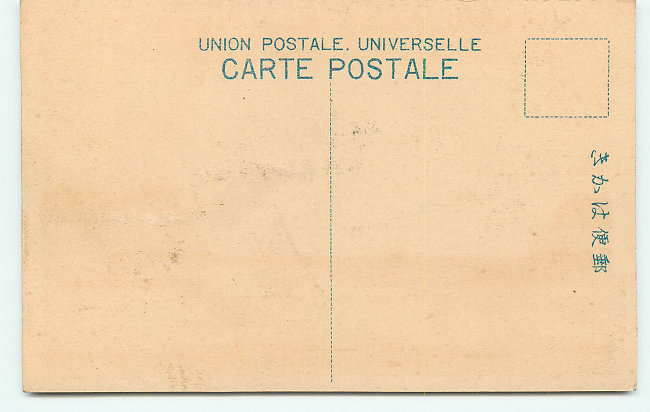 UNION POSTALE. UNIVERSELLE
CARTE POSTALE
郵便はかき